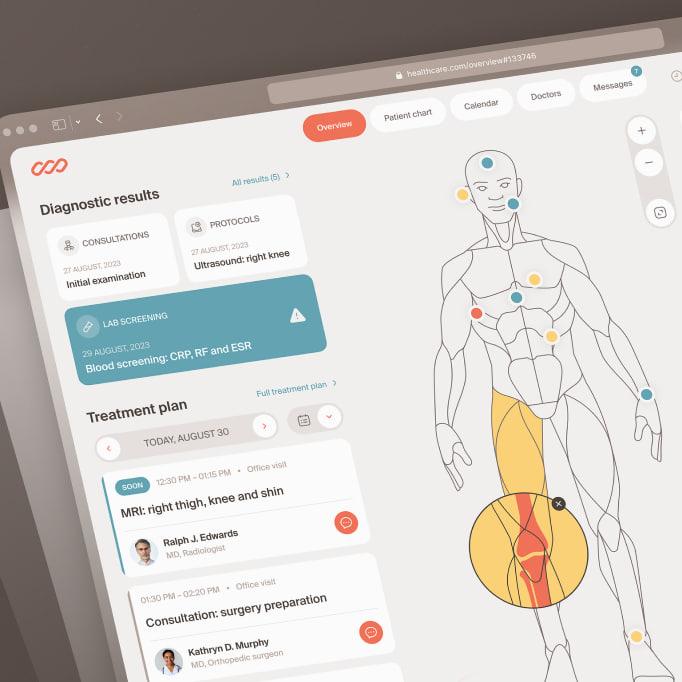 healthcare.com/overview#133746
Overview
Patient chart
Calendar
Doctors
Messages
Diagnostic results
All results (5)
CONSULTATIONS
27 AUGUST, 2023
Initial examination
PROTOCOLS
27 AUGUST, 2023
Ultrasound: right knee
LAB SCREENING
29 AUGUST, 2023
Blood screening: CRP, RF and ESR
Treatment plan
Full treatment plan
TODAY, AUGUST 30
SOON
12:30 PM – 01:15 PM • Office visit
MRI: right thigh, knee and shin
Ralph J. Edwards
MD, Radiologist
01:30 PM – 02:20 PM • Office visit
Consultation: surgery preparation
Kathryn D. Murphy
MD, Orthopedic surgeon